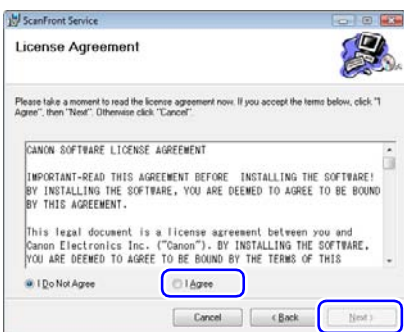 ScanFront Service
License Agreement
Please take a moment to read the license agreement now. If you accept the terms below, click "I
Agree", then "Next". Otherwise click "Cancel".
CANON SOFTWARE LICENSE AGREEMENT
IMPORTANT-READ THIS AGREEMENT BEFORE INSTALLING THE SOFTWARE!
BY INSTALLING THE SOFTWARE, YOU ARE DEEMED TO AGREE TO BE BOUND
BY THIS AGREEMENT.
This legal document is a license agreement between you and
Canon Electronics Inc. ("Canon"). BY INSTALLING THE SOFTWARE,
YOU ARE DEEMED TO AGREE TO BE BOUND BY THE TERMS OF THIS
I Do Not Agree I Agree
Cancel < Back Next >